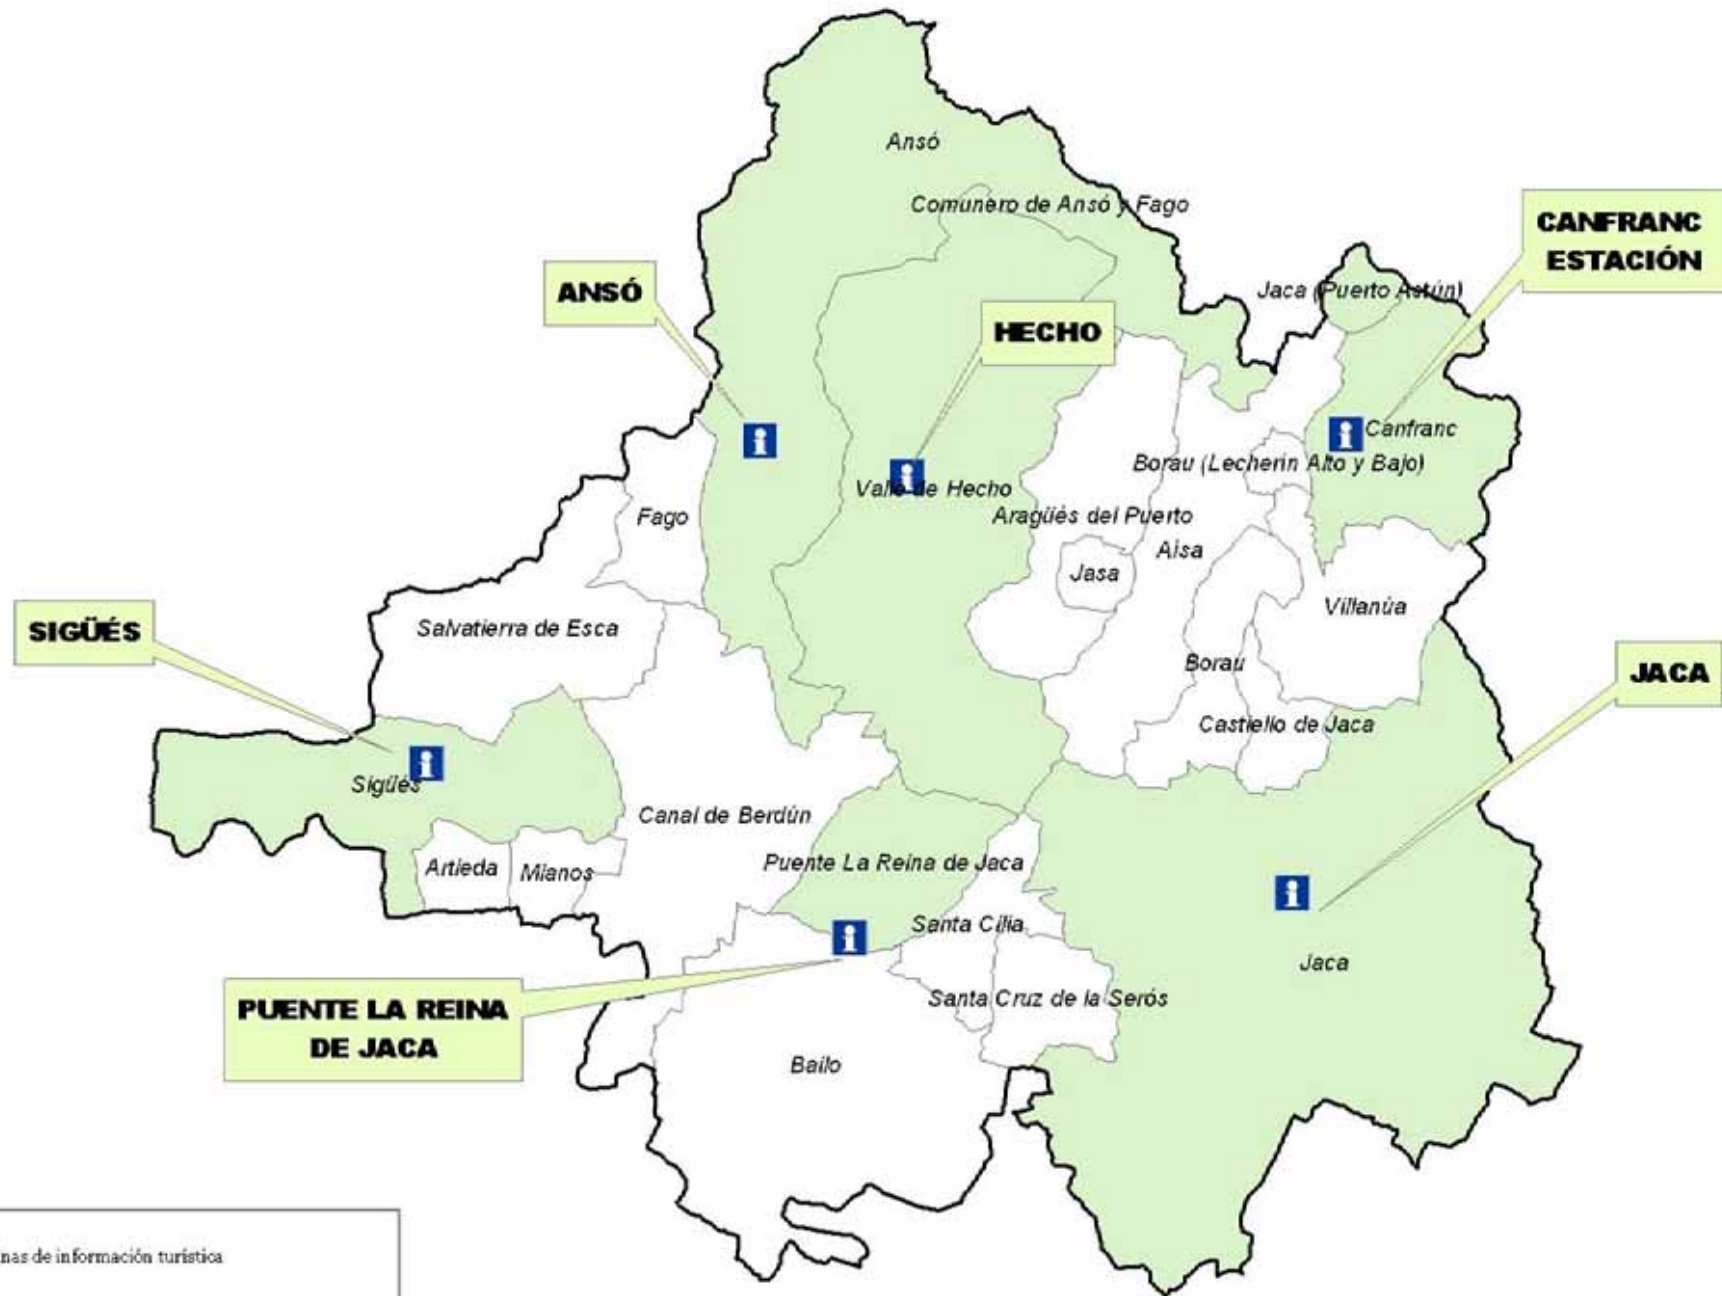 Ansó
Comunero de Ansó y Fago
CANFRANC
ESTACIÓN
ANSÓ
Jaca (Puerto Astún)
HECHO
Canfranc
Borau (Lecherín Alto y Bajo)
Valle de Hecho
Fago
Aragüés del Puerto
Aisa
Jasa
Villanúa
SIGÜÉS
Salvatierra de Esca
Borau
JACA
Castiello de Jaca
Sigüés
Canal de Berdún
Puente La Reina de Jaca
Artieda
Mianos
Santa Cilia
Jaca
Santa Cruz de la Serós
PUENTE LA REINA
DE JACA
Bailo
nas de información turística